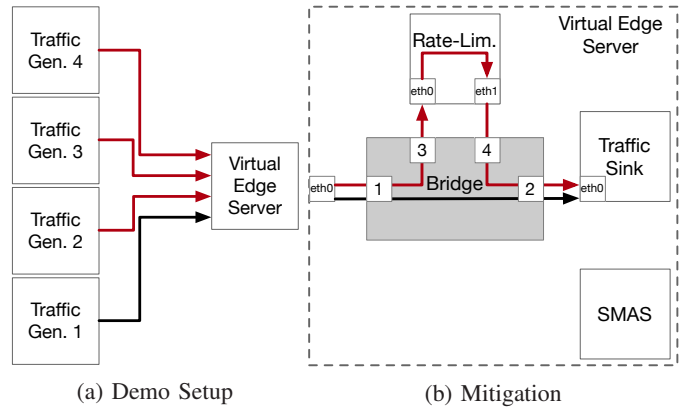 Traffic
Gen. 4
Traffic
Gen. 3
Traffic
Gen. 2
Traffic
Gen. 1
Virtual
Edge
Server
(a) Demo Setup
Virtual Edge
Server
Rate-Lim.
eth0
eth1
3
4
Bridge
eth0
1
2
eth0
Traffic
Sink
SMAS
(b) Mitigation